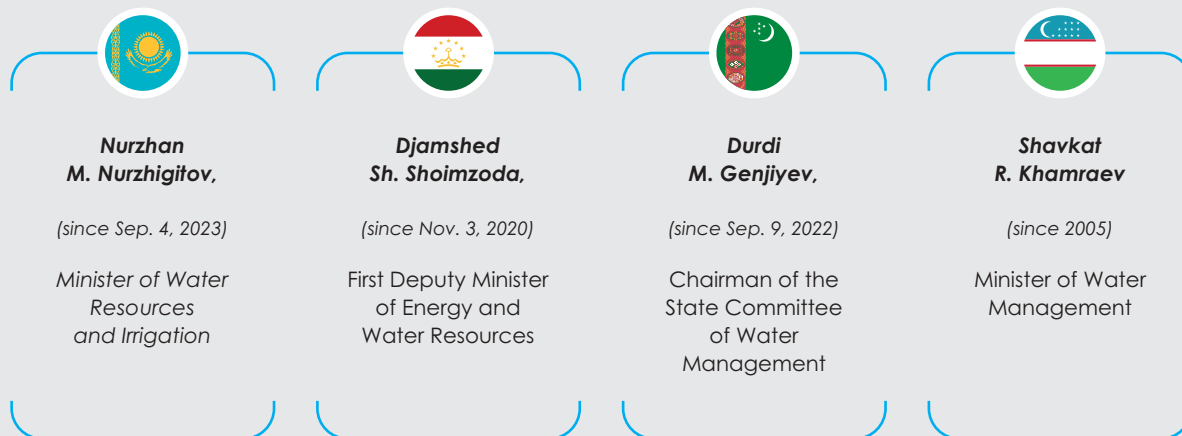 Nurzhan
M. Nurzhigitov,
(since Sep. 4, 2023)
Minister of Water
Resources
and Irrigation
Djamshed
Sh. Shoimzoda,
(since Nov. 3, 2020)
First Deputy Minister
of Energy and
Water Resources
Durdi
M. Genjiyev,
(since Sep. 9, 2022)
Chairman of the
State Committee
of Water
Management
Shavkat
R. Khamraev
(since 2005)
Minister of Water
Management